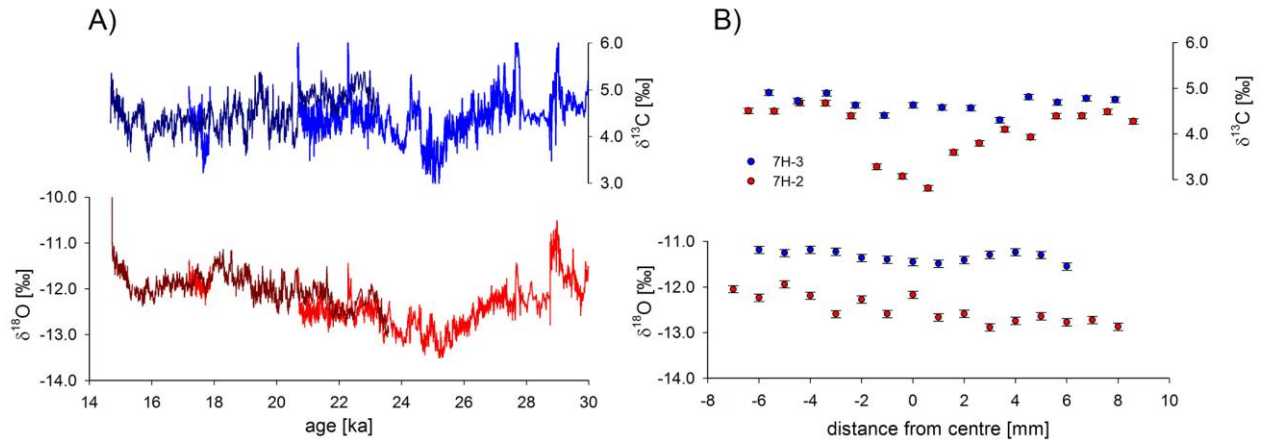 A)
6.0
5.0
4.0
3.0
δ13C [‰]
-10.0
-11.0
-12.0
-13.0
-14.0
δ18O [‰]
14 16 18 20 22 24 26 28 30
age [ka]
B)
6.0
5.0
4.0
3.0
δ13C [‰]
7H-3
7H-2
-11.0
-12.0
-13.0
-14.0
δ18O [‰]
-8 -6 -4 -2 0 2 4 6 8 10
distance from centre [mm]